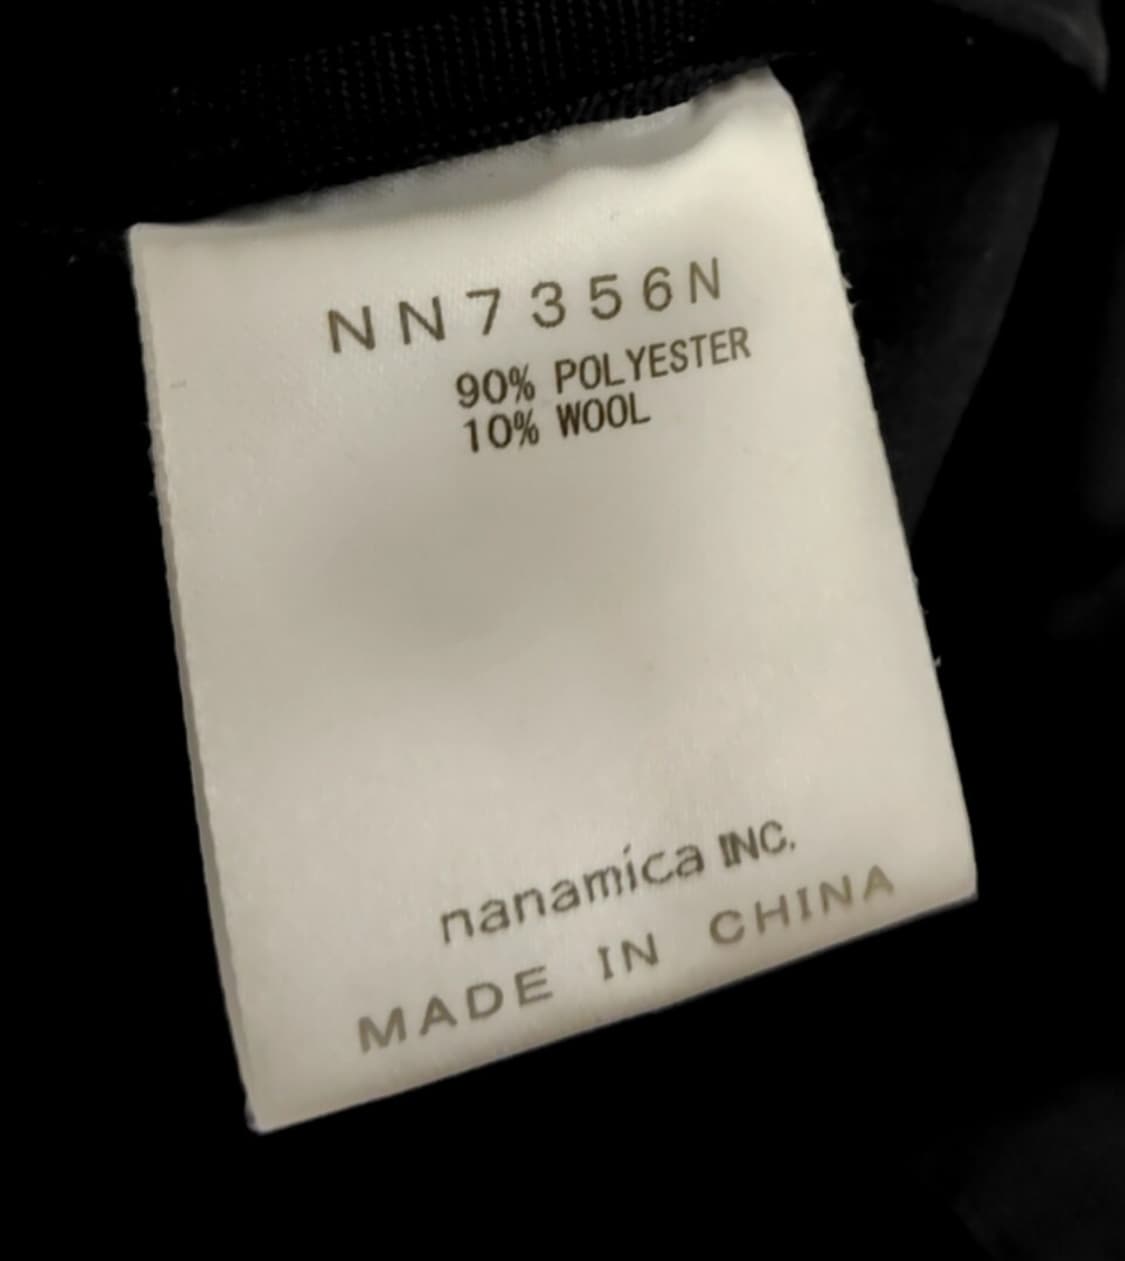 NN7356N
90% POLYESTER
10% WOOL
nanamica INC.
MADE IN CHINA